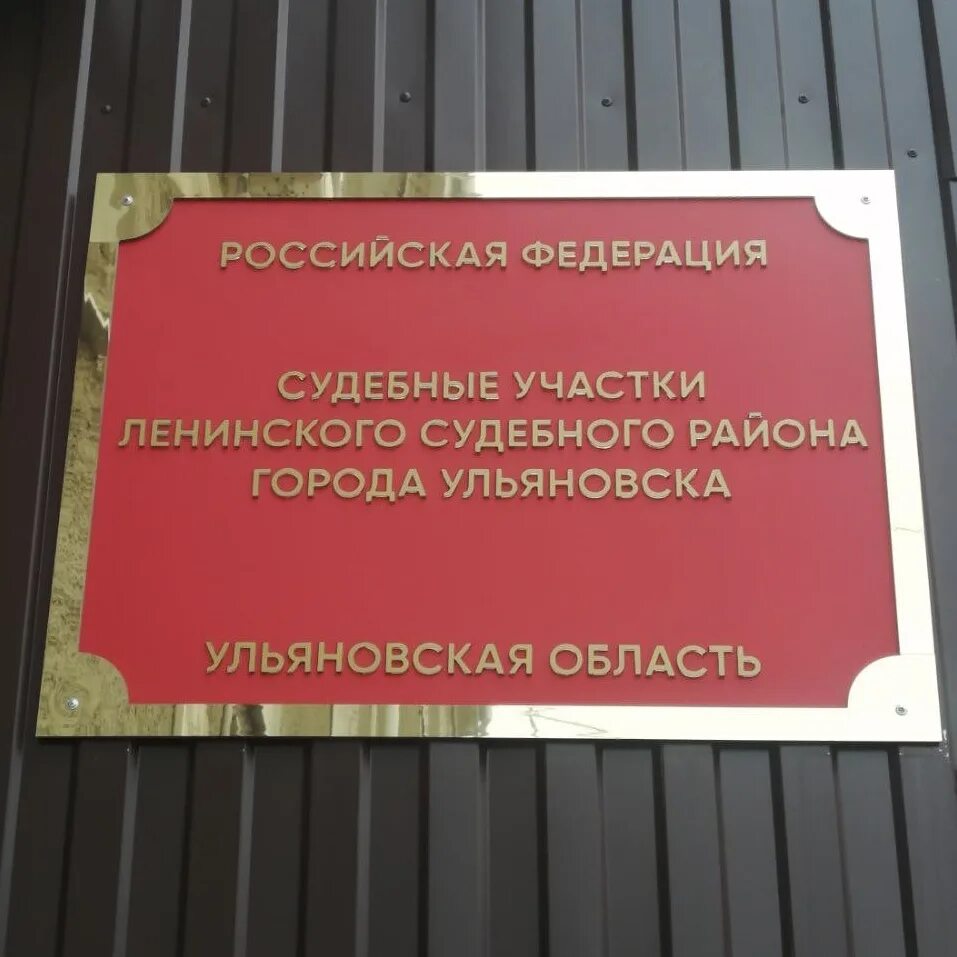 РОССИЙСКАЯ ФЕДЕРАЦИЯ
СУДЕБНЫЕ УЧАСТКИ
ЛЕНИНСКОГО СУДЕБНОГО РАЙОНА
ГОРОДА УЛЬЯНОВСКА
УЛЬЯНОВСКАЯ ОБЛАСТЬ